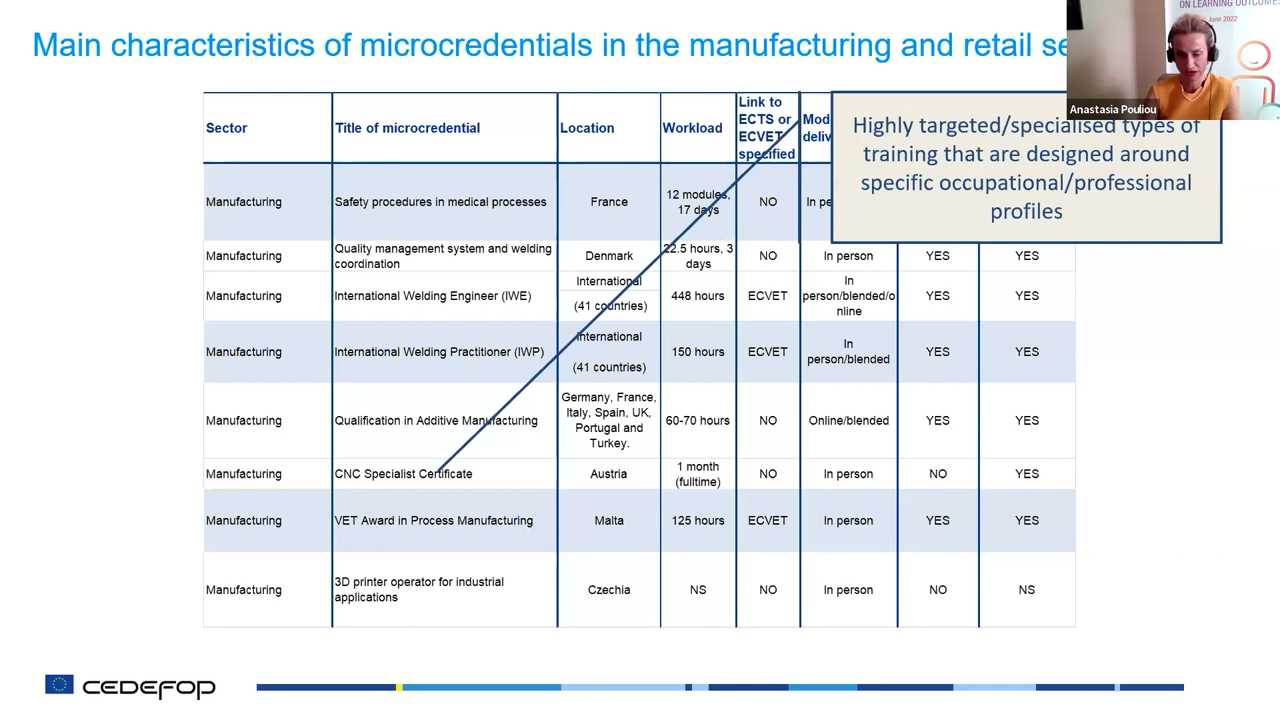 Main characteristics of microcredentials in the manufacturing and retail se
ON LEARNING OUTCOMES
June 2022
Anastasia Pouliou
Highly targeted/specialised types of
training that are designed around
specific occupational/professional
profiles
Sector
Title of microcredential
Location
Workload
Link to
ECTS or
ECVET
specified
Mod
deliv
Manufacturing
Safety procedures in medical processes
France
12 modules,
17 days
NO
In pe
Manufacturing
Quality management system and welding
coordination
Denmark
22.5 hours, 3
days
NO
In person
YES
YES
Manufacturing
International Welding Engineer (IWE)
International
(41 countries)
448 hours
ECVET
In
person/blended/o
nline
YES
YES
Manufacturing
International Welding Practitioner (IWP)
International
(41 countries)
150 hours
ECVET
In
person/blended
YES
YES
Manufacturing
Qualification in Additive Manufacturing
Germany, France,
Italy, Spain, UK,
Portugal and
Turkey.
60-70 hours
NO
Online/blended
YES
YES
Manufacturing
CNC Specialist Certificate
Austria
1 month
(fulltime)
NO
In person
NO
YES
Manufacturing
VET Award in Process Manufacturing
Malta
125 hours
ECVET
In person
YES
YES
Manufacturing
3D printer operator for industrial
applications
Czechia
NS
NO
In person
NO
NS
CEDEFOP